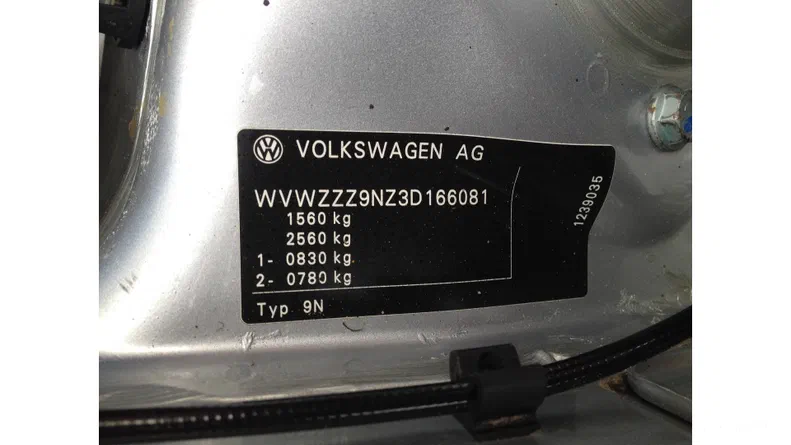 VOLKSWAGEN AG
WVWZZZ9NZ3D166081
1560 kg
2560 kg
1- 0830 kg
2- 0780 kg
Typ 9N
1239035